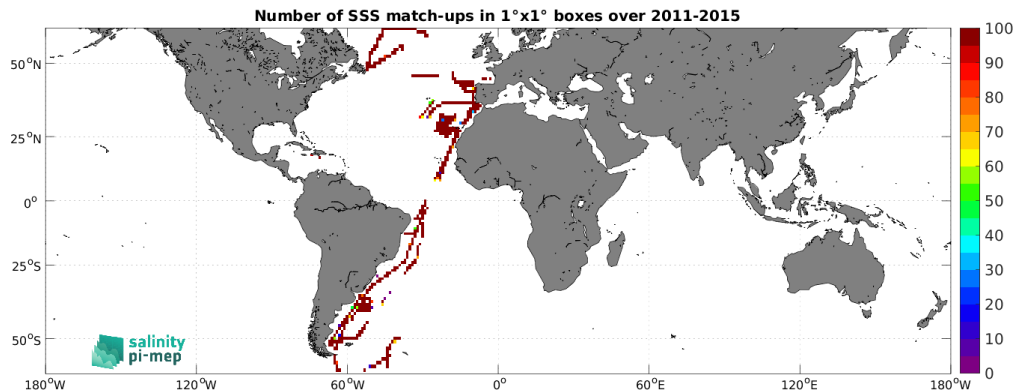 Number of SSS match-ups in 1°x1° boxes over 2011-2015
50°N
25°N
0°
25°S
50°S
180°W
120°W
60°W
0°
60°E
120°E
180°W
100
90
80
70
60
50
40
30
20
10
0
salinity
pi-mep